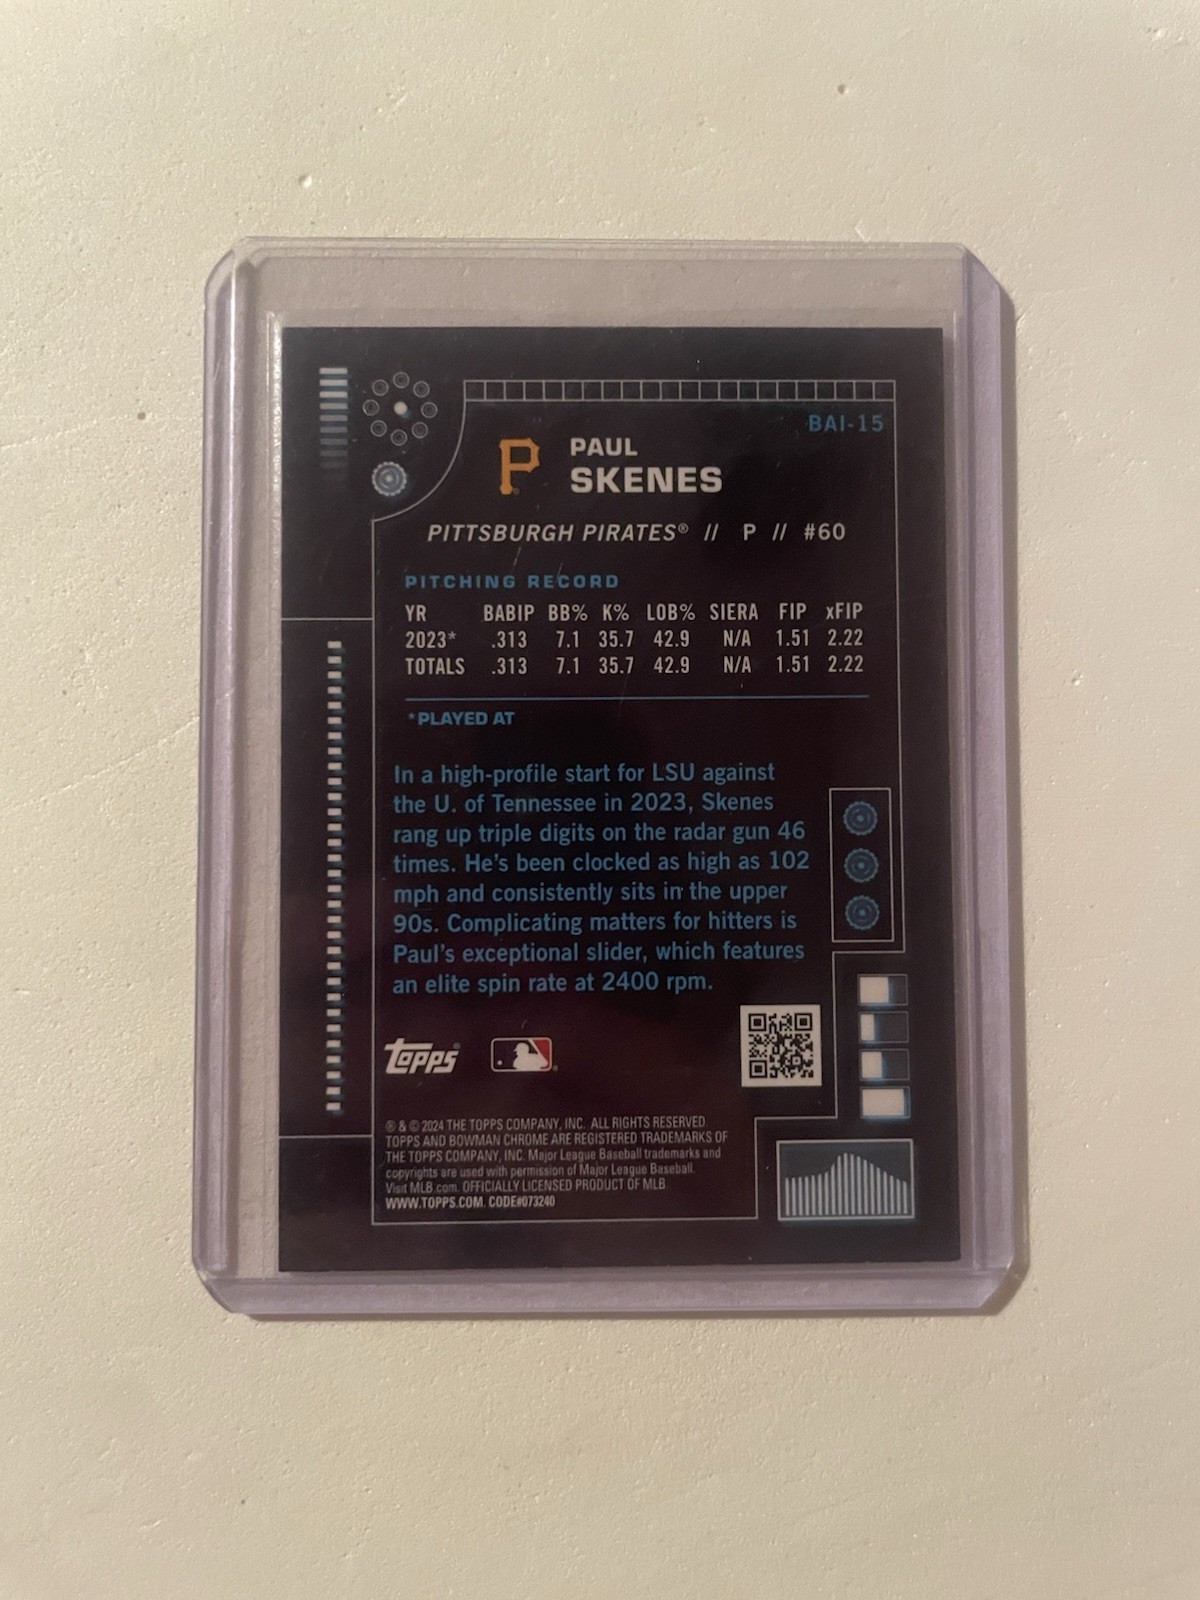 BAI-15
P
PAUL
SKENES
PITTSBURGH PIRATES® // P // #60
PITCHING RECORD
YR BABIP BB% K% LOB% SIERA FIP xFIP
2023* .313 7.1 35.7 42.9 N/A 1.51 2.22
TOTALS .313 7.1 35.7 42.9 N/A 1.51 2.22
*PLAYED AT
In a high-profile start for LSU against
the U. of Tennessee in 2023, Skenes
rang up triple digits on the radar gun 46
times. He's been clocked as high as 102
mph and consistently sits in the upper
90s. Complicating matters for hitters is
Paul's exceptional slider, which features
an elite spin rate at 2400 rpm.
topps®
® & © 2024 THE TOPPS COMPANY, INC. ALL RIGHTS RESERVED.
TOPPS AND BOWMAN CHROME ARE REGISTERED TRADEMARKS OF
THE TOPPS COMPANY, INC. Major League Baseball trademarks and
copyrights are used with permission of Major League Baseball.
Visit MLB.com. OFFICIALLY LICENSED PRODUCT OF MLB.
WWW.TOPPS.COM. CODE#073240